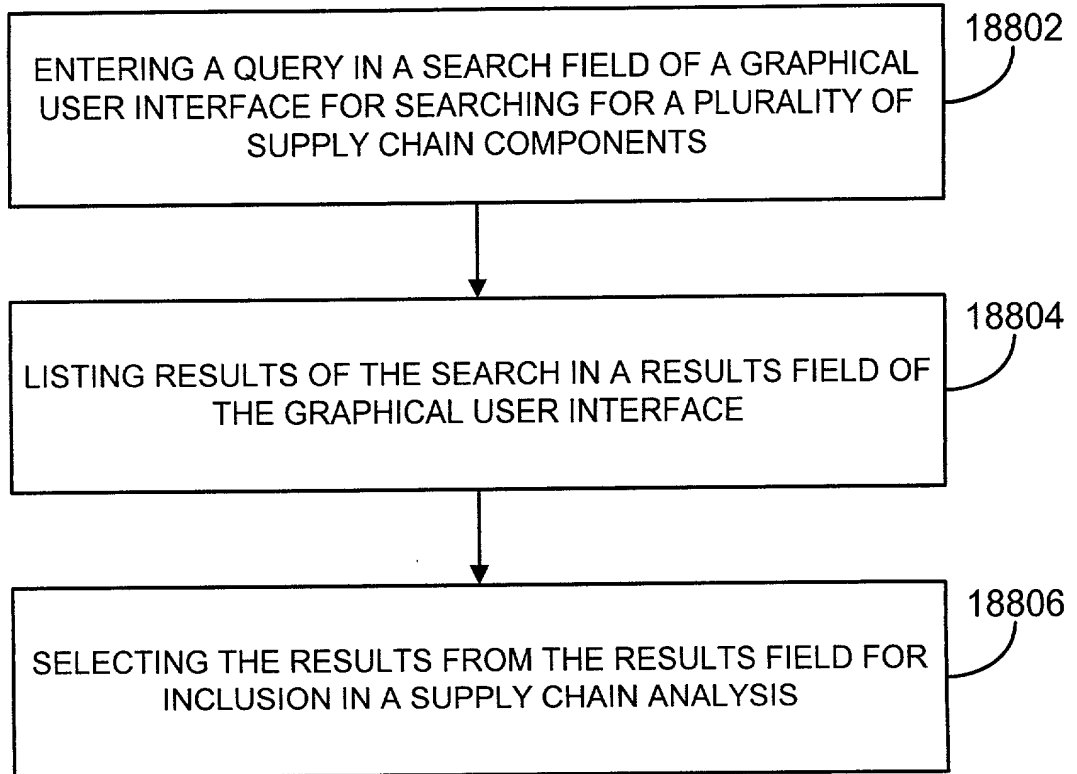 18802
ENTERING A QUERY IN A SEARCH FIELD OF A GRAPHICAL
USER INTERFACE FOR SEARCHING FOR A PLURALITY OF
SUPPLY CHAIN COMPONENTS
18804
LISTING RESULTS OF THE SEARCH IN A RESULTS FIELD OF
THE GRAPHICAL USER INTERFACE
18806
SELECTING THE RESULTS FROM THE RESULTS FIELD FOR
INCLUSION IN A SUPPLY CHAIN ANALYSIS